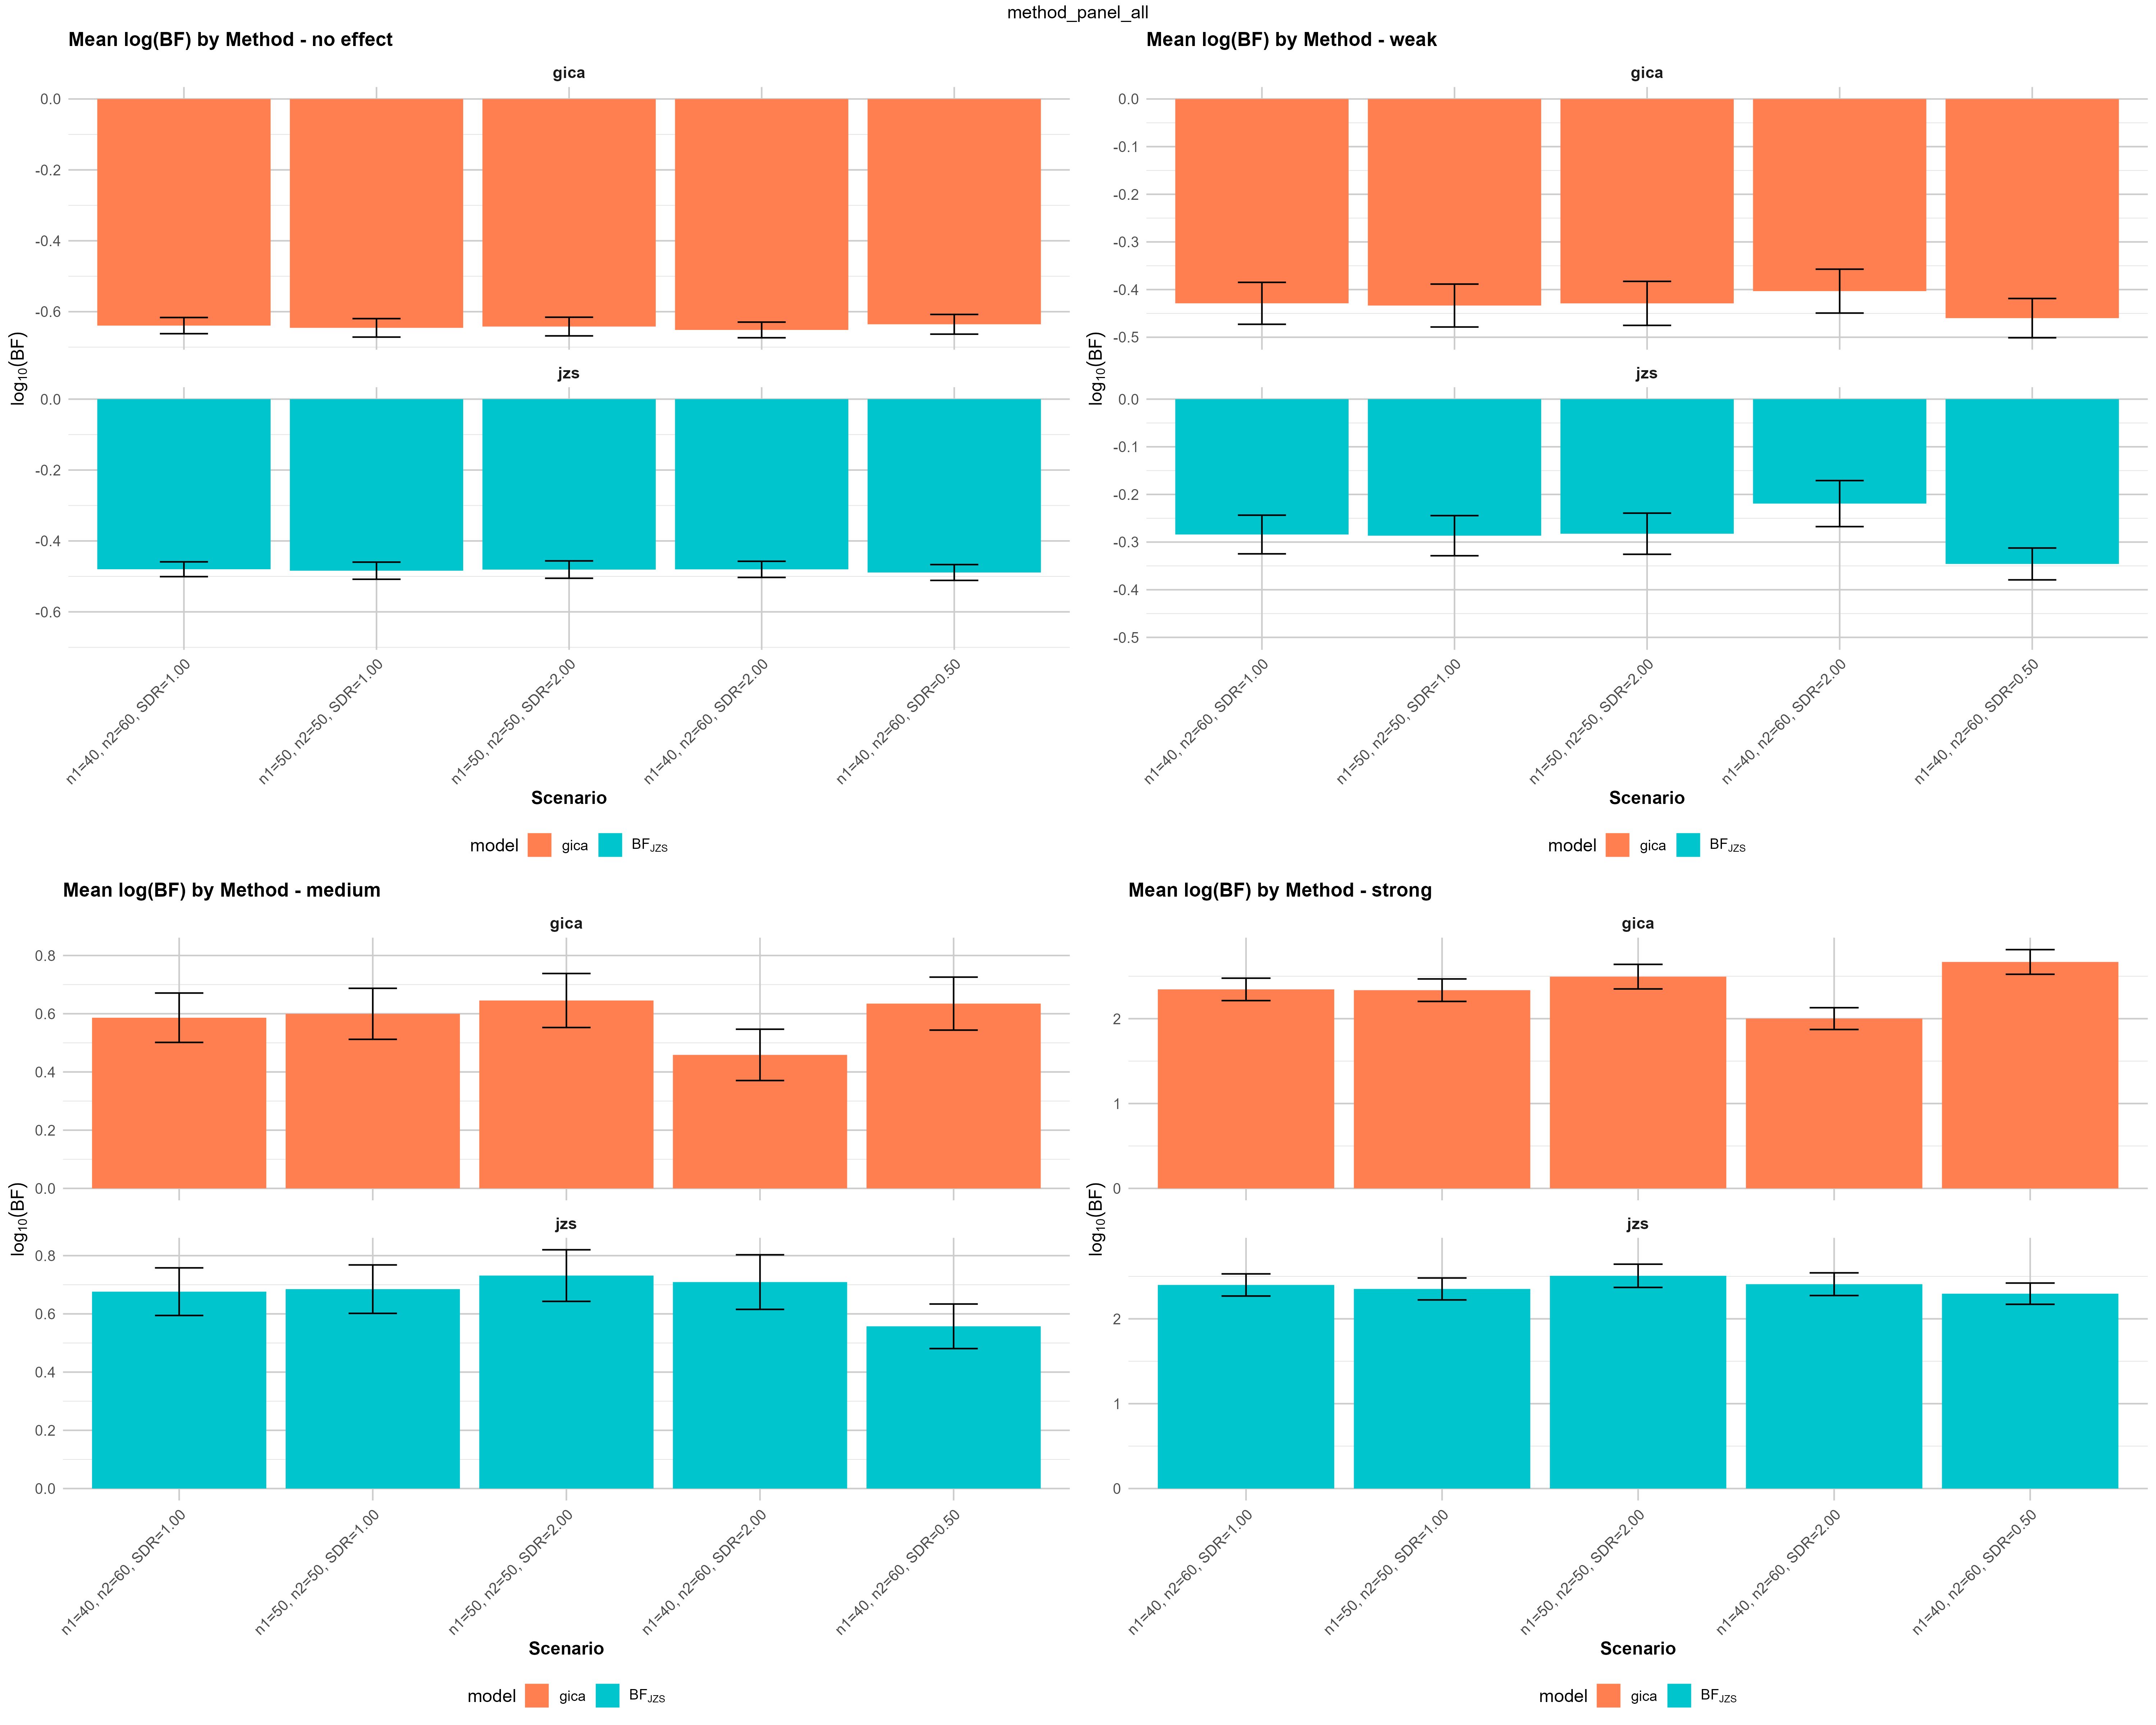 method_panel_all
Mean log(BF) by Method - no effect
gica
0.0
-0.2
-0.4
-0.6
jzs
0.0
-0.2
-0.4
-0.6
log10(BF)
n1=40, n2=60, SDR=1.00
n1=50, n2=50, SDR=1.00
n1=50, n2=50, SDR=2.00
n1=40, n2=60, SDR=2.00
n1=40, n2=60, SDR=0.50
Scenario
model gica BFJZS
Mean log(BF) by Method - weak
gica
0.0
-0.1
-0.2
-0.3
-0.4
-0.5
jzs
0.0
-0.1
-0.2
-0.3
-0.4
-0.5
log10(BF)
n1=40, n2=60, SDR=1.00
n1=50, n2=50, SDR=1.00
n1=50, n2=50, SDR=2.00
n1=40, n2=60, SDR=2.00
n1=40, n2=60, SDR=0.50
Scenario
model gica BFJZS
Mean log(BF) by Method - medium
gica
0.8
0.6
0.4
0.2
0.0
jzs
0.8
0.6
0.4
0.2
0.0
log10(BF)
n1=40, n2=60, SDR=1.00
n1=50, n2=50, SDR=1.00
n1=50, n2=50, SDR=2.00
n1=40, n2=60, SDR=2.00
n1=40, n2=60, SDR=0.50
Scenario
model gica BFJZS
Mean log(BF) by Method - strong
gica
2
1
0
jzs
2
1
0
log10(BF)
n1=40, n2=60, SDR=1.00
n1=50, n2=50, SDR=1.00
n1=50, n2=50, SDR=2.00
n1=40, n2=60, SDR=2.00
n1=40, n2=60, SDR=0.50
Scenario
model gica BFJZS